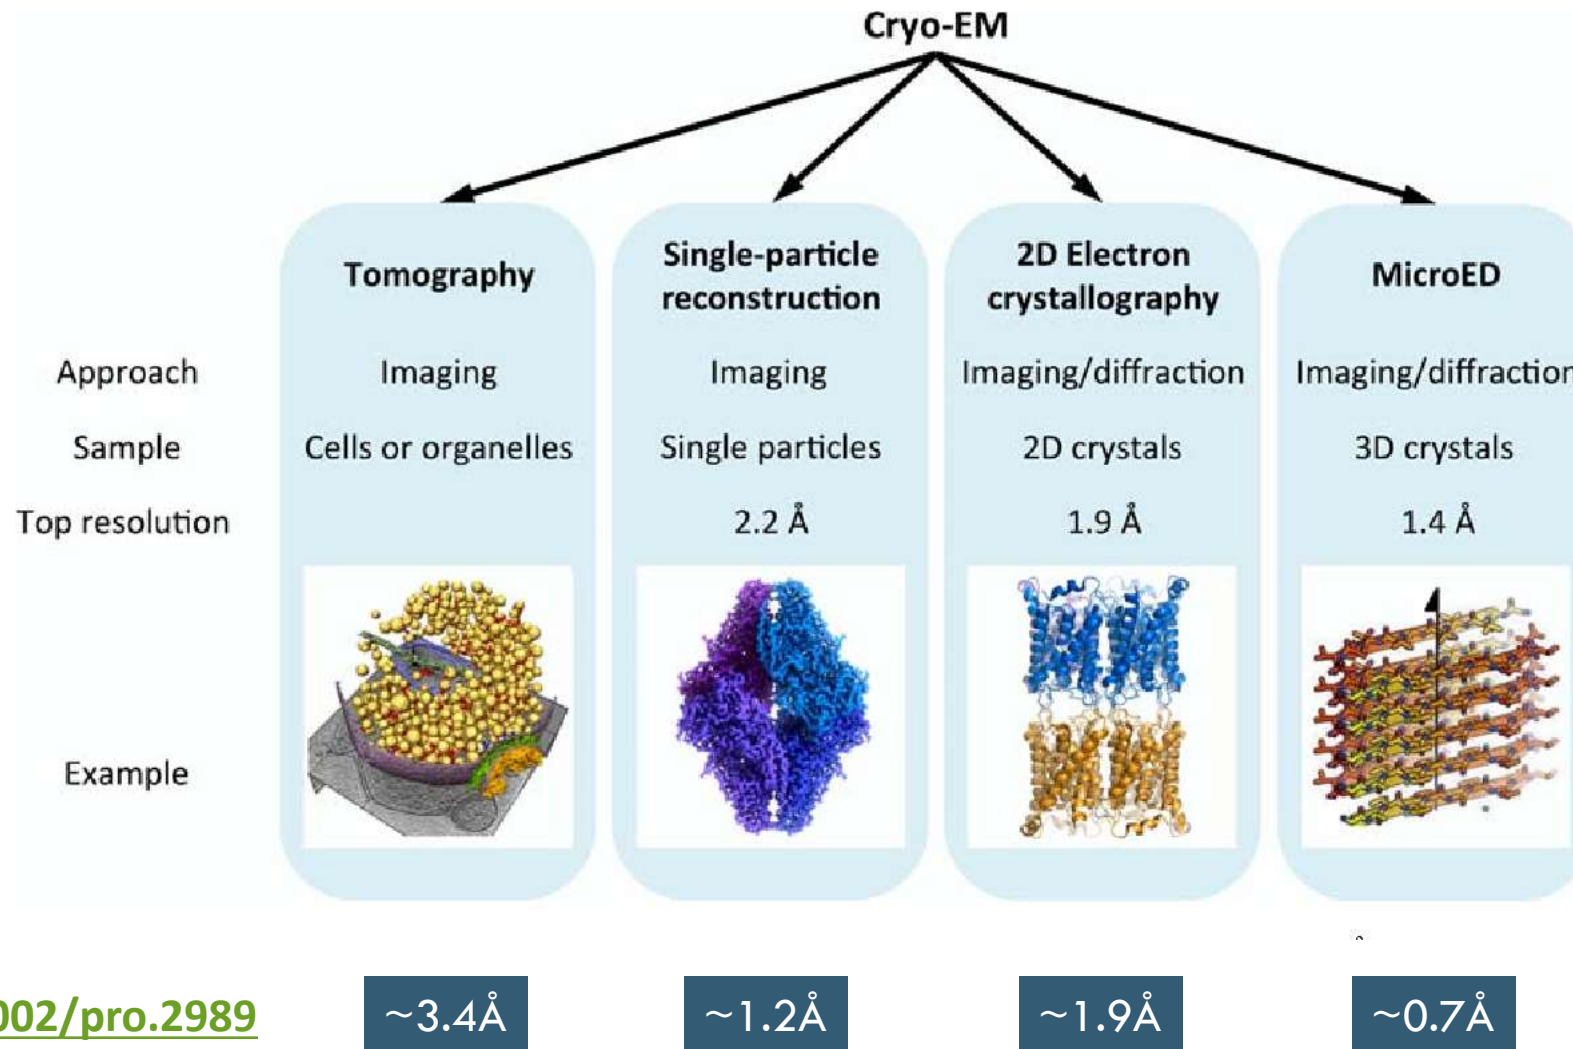 Cryo-EM
Tomography
Single-particle
reconstruction
2D Electron
crystallography
MicroED
Approach Imaging Imaging Imaging/diffraction Imaging/diffraction
Sample Cells or organelles Single particles 2D crystals 3D crystals
Top resolution 2.2 Å 1.9 Å 1.4 Å
Example
002/pro.2989 ~3.4Å ~1.2Å ~1.9Å ~0.7Å